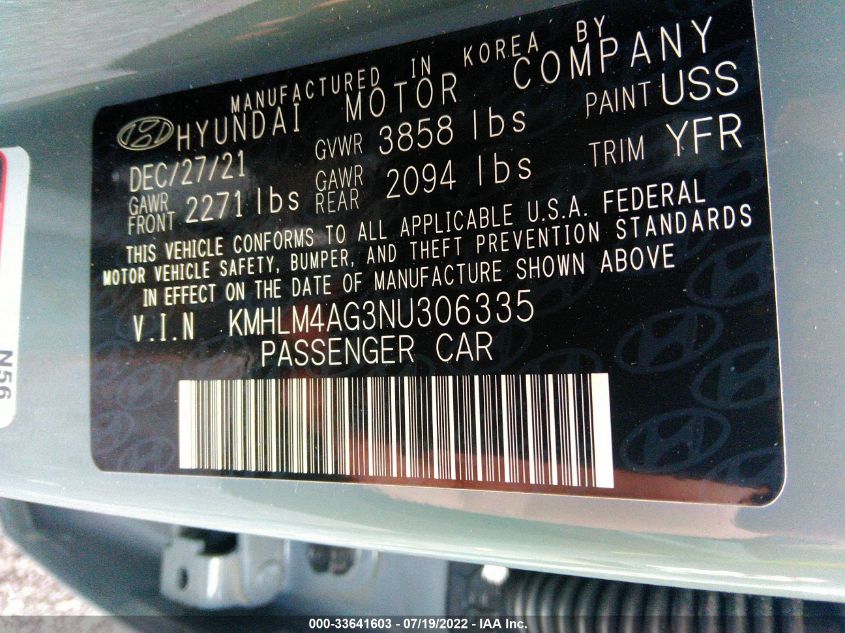 MANUFACTURED IN KOREA BY
HYUNDAI MOTOR COMPANY
DEC/27/21 GVWR 3858 lbs PAINT USS
GAWR FRONT 2271 lbs GAWR REAR 2094 lbs TRIM YFR
THIS VEHICLE CONFORMS TO ALL APPLICABLE U.S.A. FEDERAL
MOTOR VEHICLE SAFETY, BUMPER, AND THEFT PREVENTION STANDARDS
IN EFFECT ON THE DATE OF MANUFACTURE SHOWN ABOVE
V.I.N KMHLM4AG3NU306335
PASSENGER CAR
N56
000-33641603 - 07/19/2022 - IAA Inc.